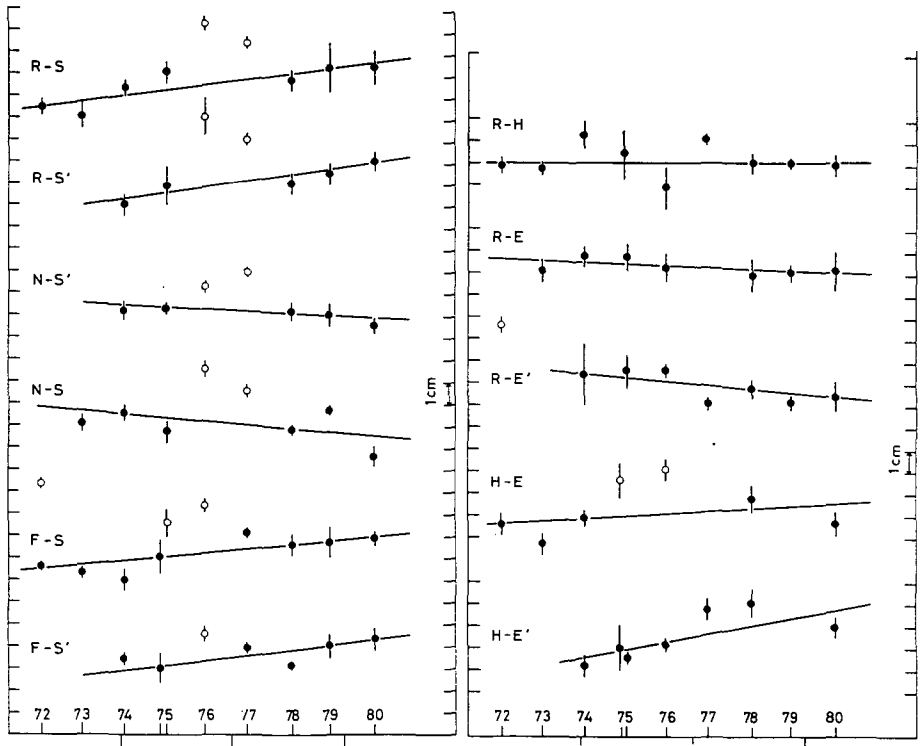 R-S
R-S'
N-S'
N-S
F-S
F-S'
1cm
72 73 74 75 76 77 78 79 80
R-H
R-E
R-E'
H-E
H-E'
1cm
72 73 74 75 76 77 78 79 80